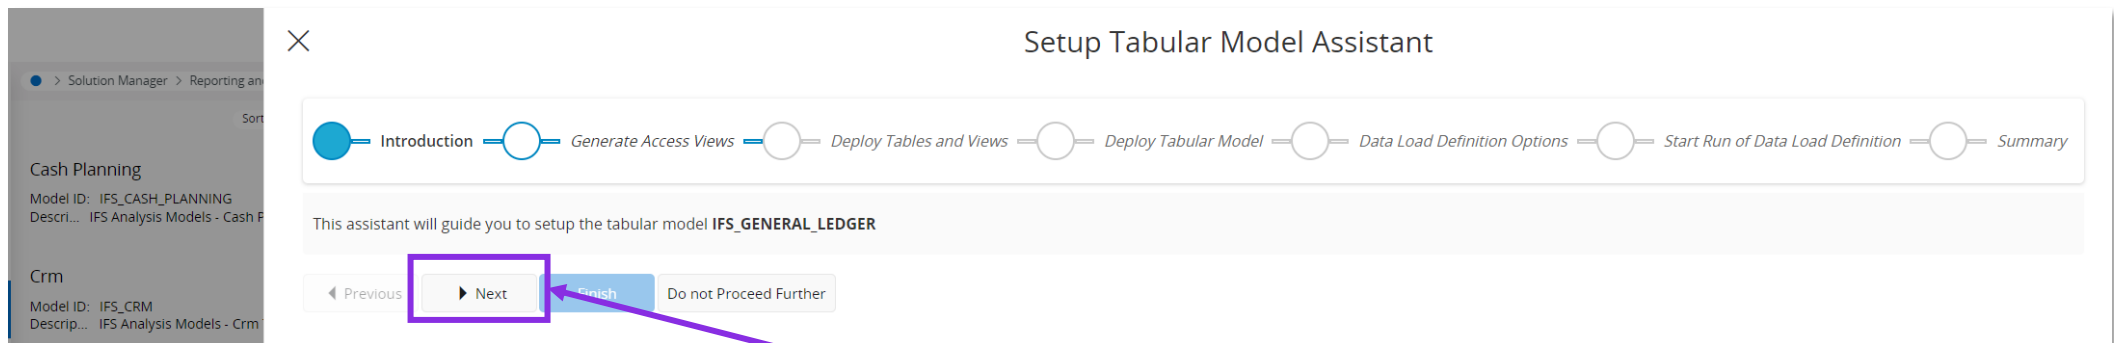 Setup Tabular Model Assistant
> Solution Manager > Reporting an
Sort
Introduction
Generate Access Views
Deploy Tables and Views
Deploy Tabular Model
Data Load Definition Options
Start Run of Data Load Definition
Summary
Cash Planning
Model ID: IFS_CASH_PLANNING
Descri... IFS Analysis Models - Cash P
This assistant will guide you to setup the tabular model IFS_GENERAL_LEDGER
Crm
Model ID: IFS_CRM
Descrip... IFS Analysis Models - Crm
Previous
Next
Finish
Do not Proceed Further